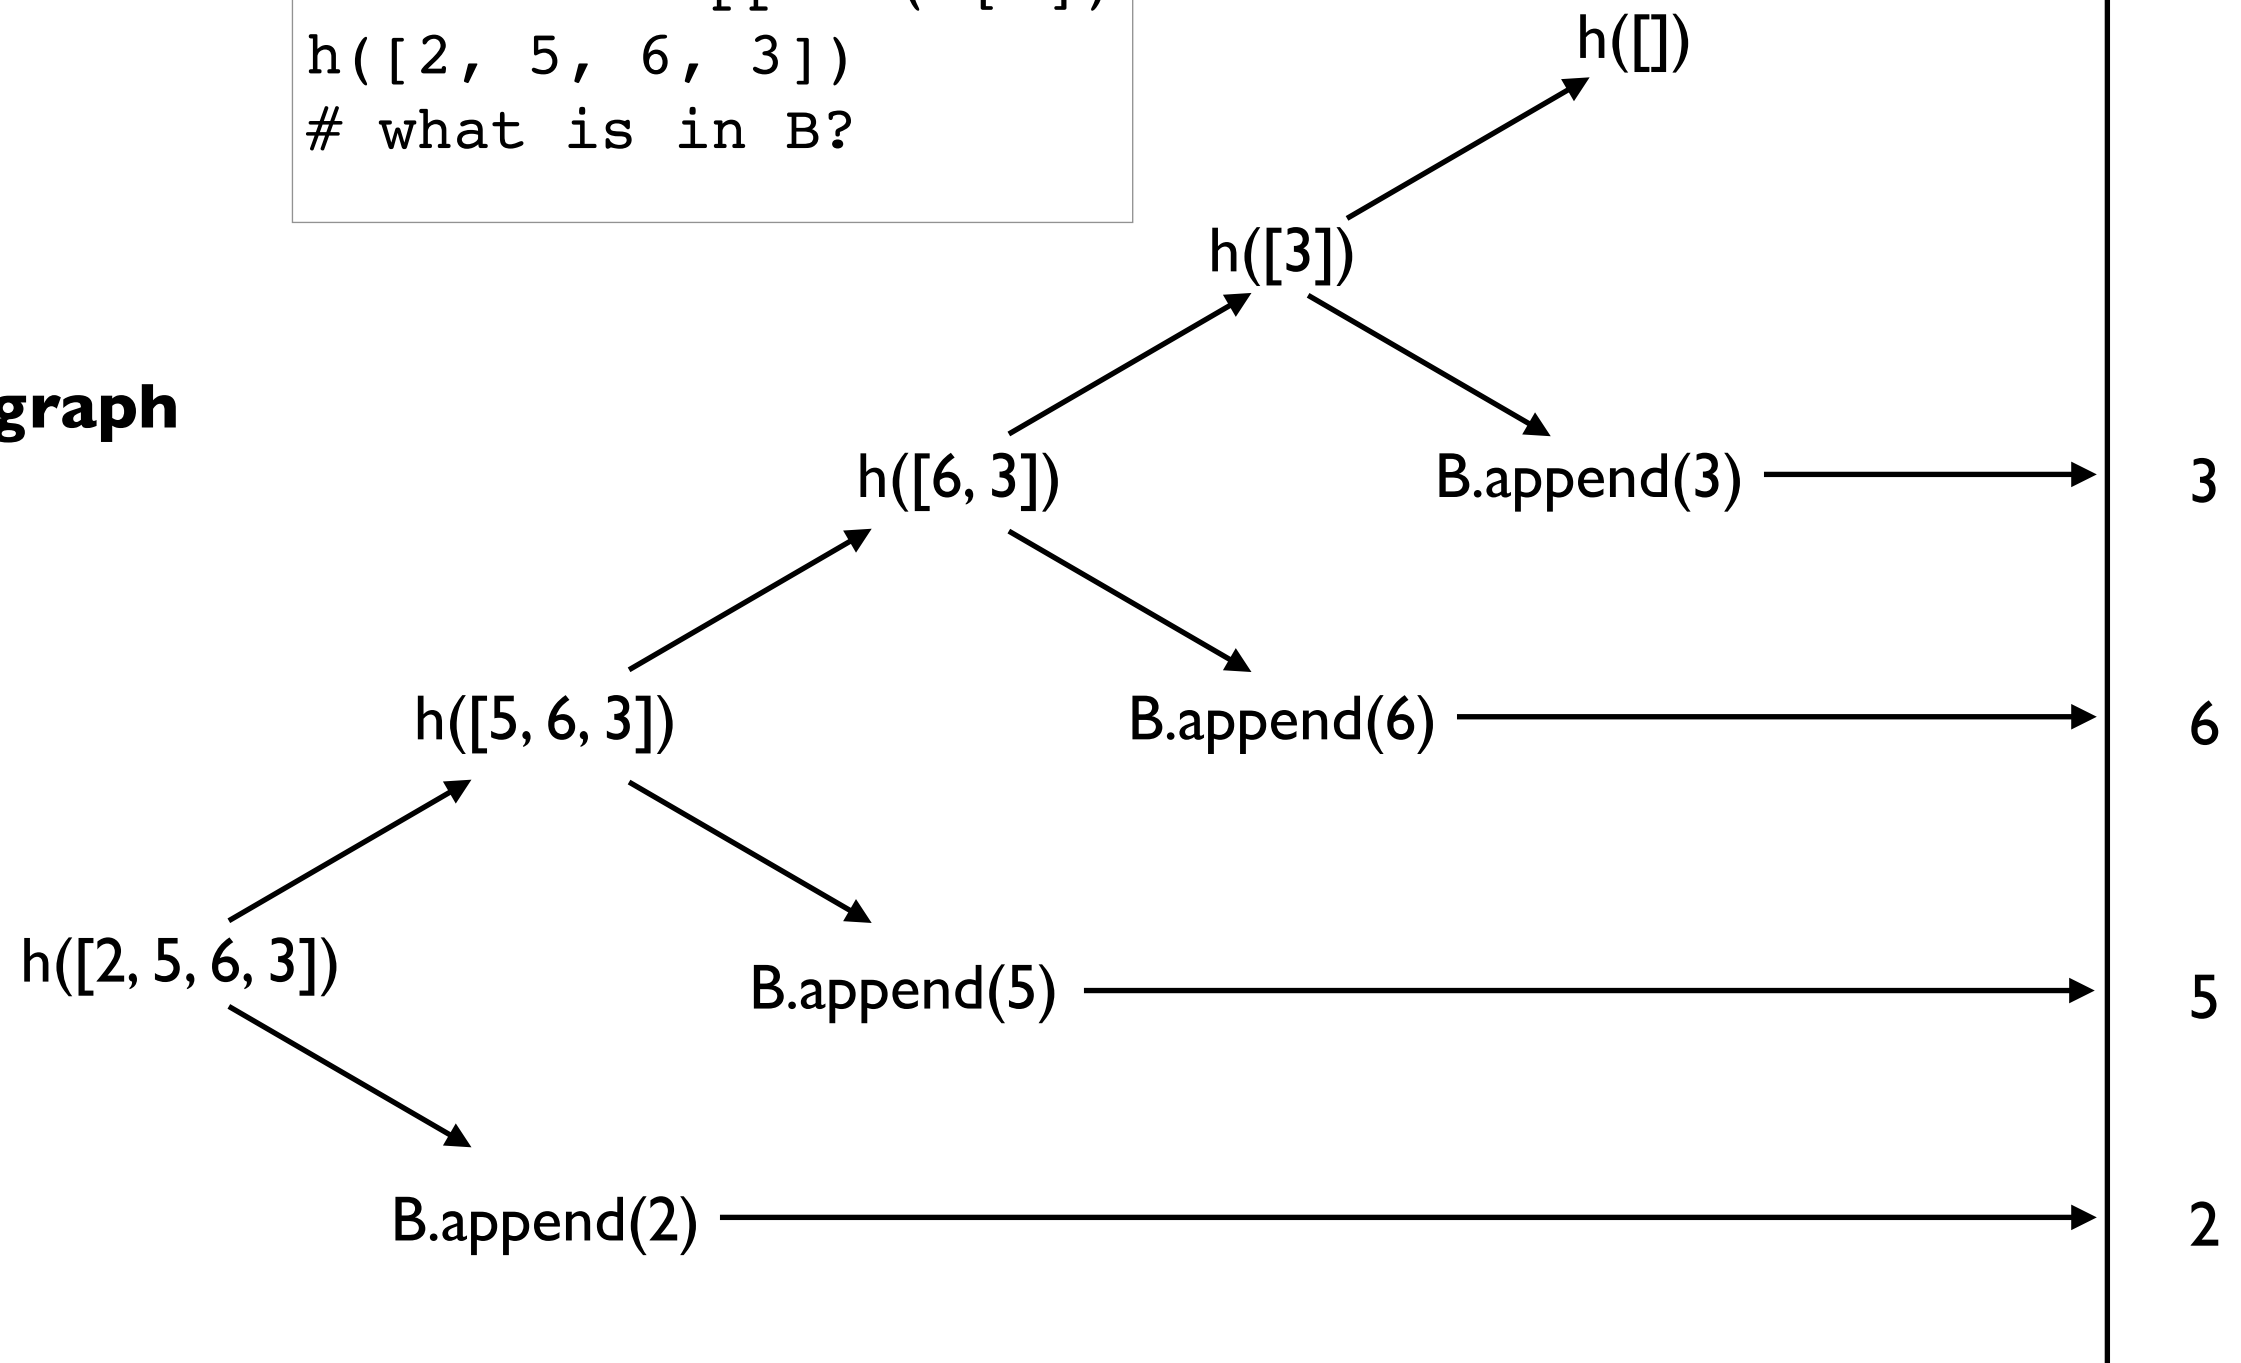 h([2, 5, 6, 3])
# what is in B?
h([])
h([3])
graph
h([6, 3])
B.append(3)
3
h([5, 6, 3])
B.append(6)
6
h([2, 5, 6, 3])
B.append(5)
5
B.append(2)
2